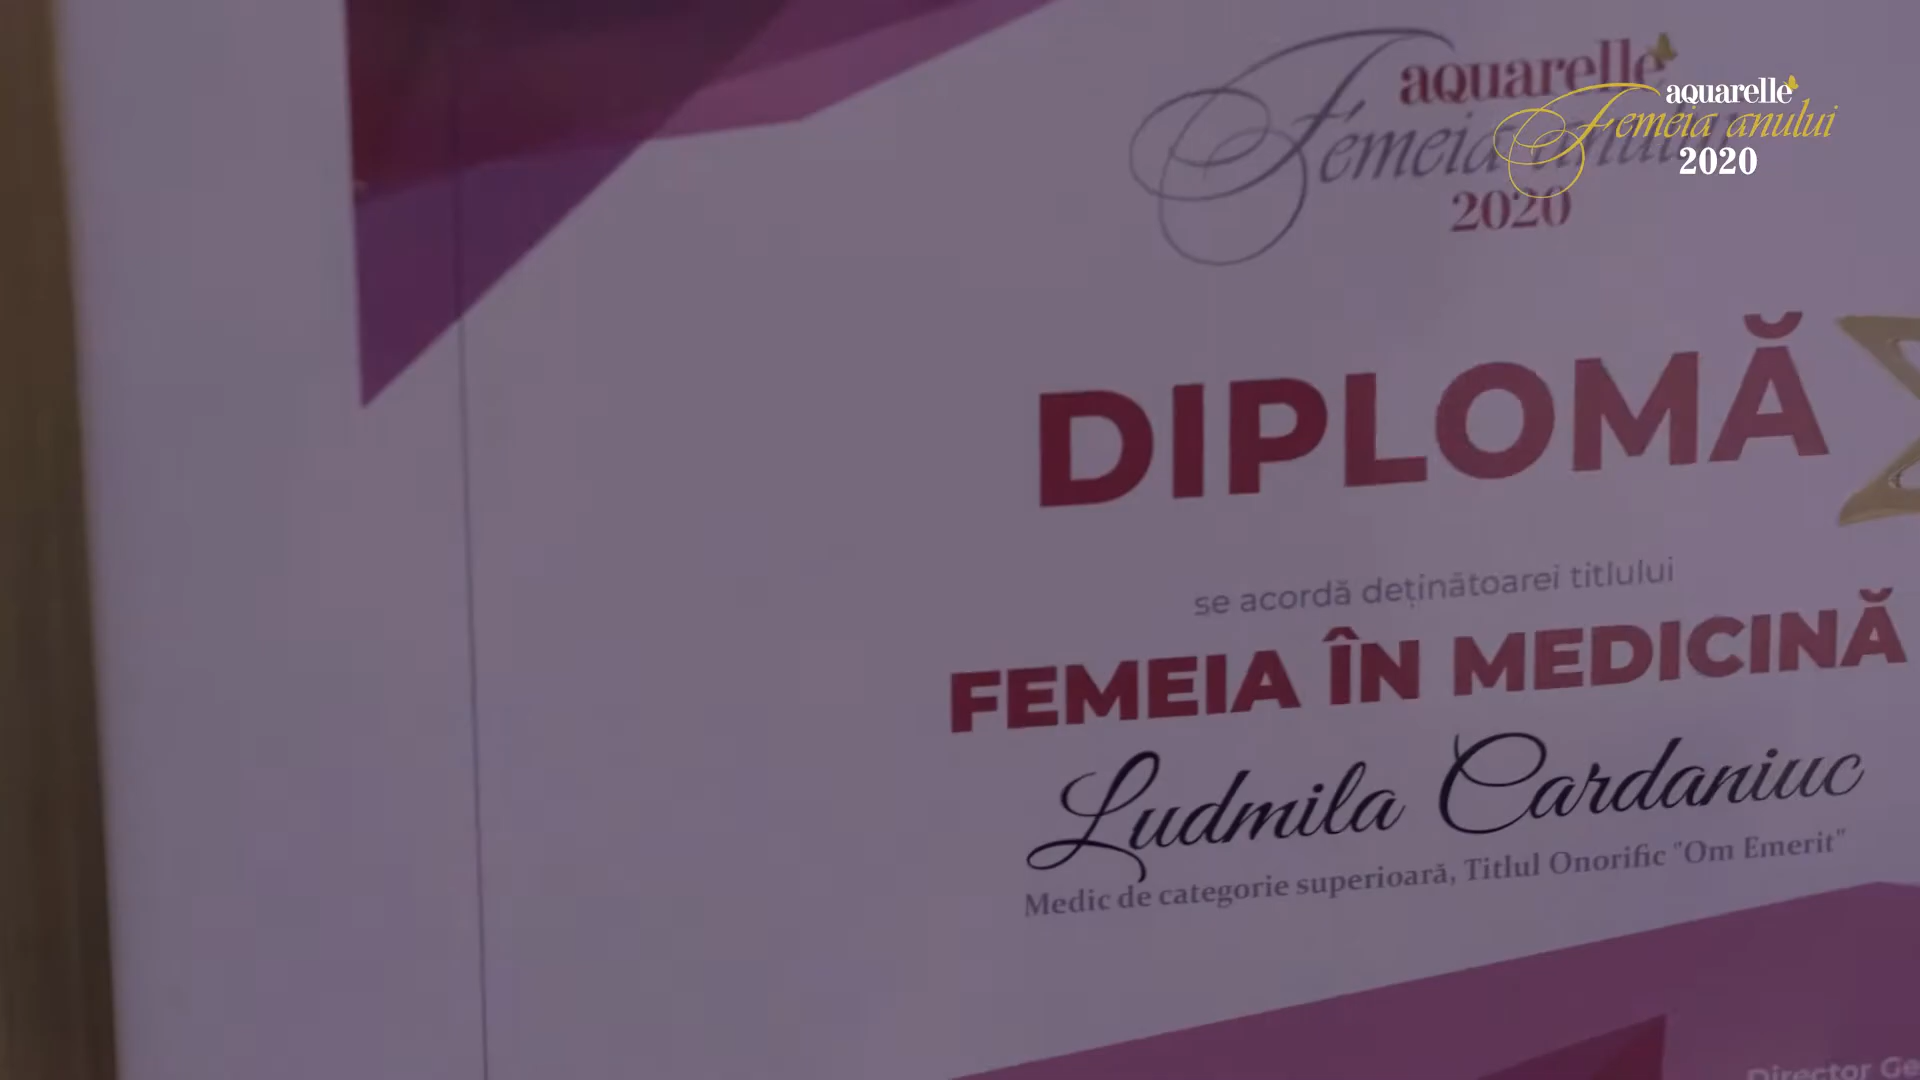 aquarelle
Femeia anului
2020
aquarelle
Femeia anului
2020
DIPLOMĂ
se acordă deținătoarei titlului
FEMEIA ÎN MEDICINĂ
Ludmila Cardaniuc
Medic de categorie superioară, Titlul Onorific "Om Emerit"
Director